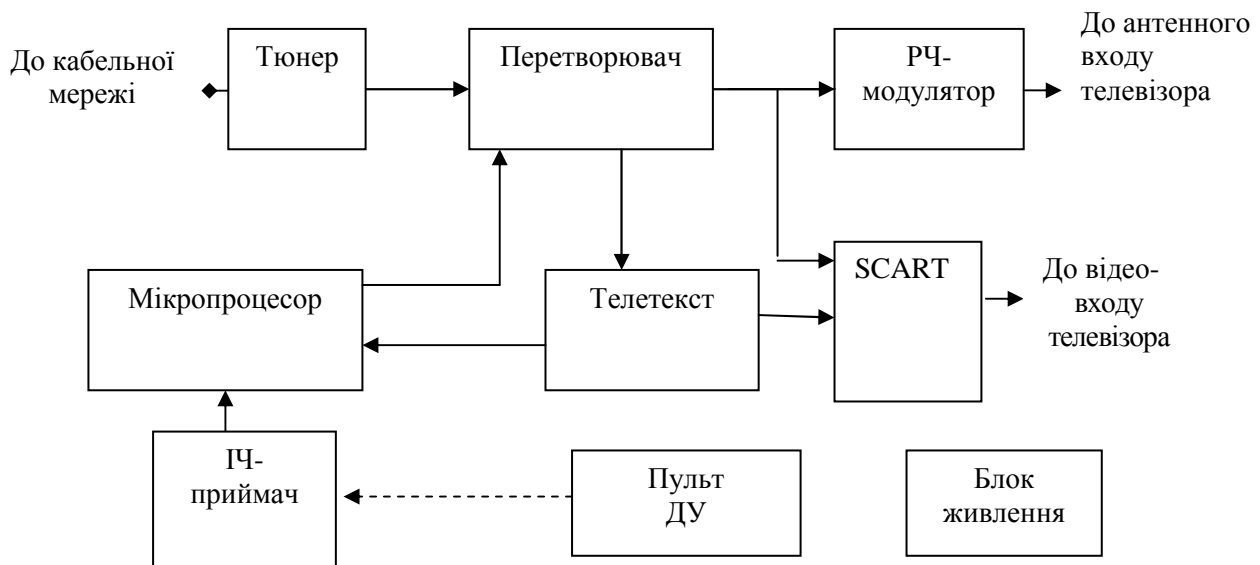 До кабельної
мережі
Тюнер
Перетворювач
РЧ-
модулятор
До антенного
входу
телевізора
Мікропроцесор
Телетекст
SCART
До відео-
входу
телевізора
ІЧ-
приймач
Пульт
ДУ
Блок
живлення